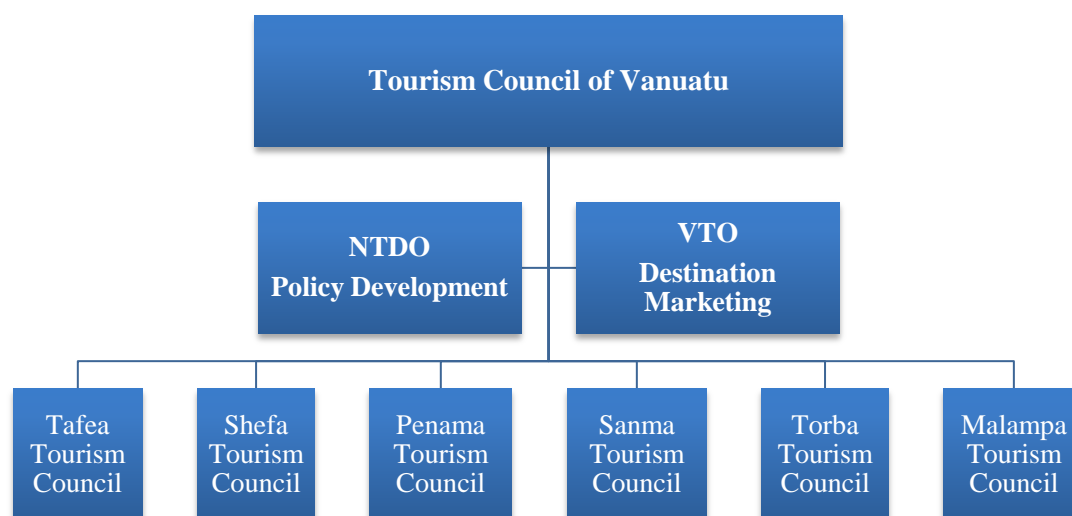 Tourism Council of Vanuatu
NTDO
Policy Development
VTO
Destination
Marketing
Tafea
Tourism
Council
Shefa
Tourism
Council
Penama
Tourism
Council
Sanma
Tourism
Council
Torba
Tourism
Council
Malampa
Tourism
Council